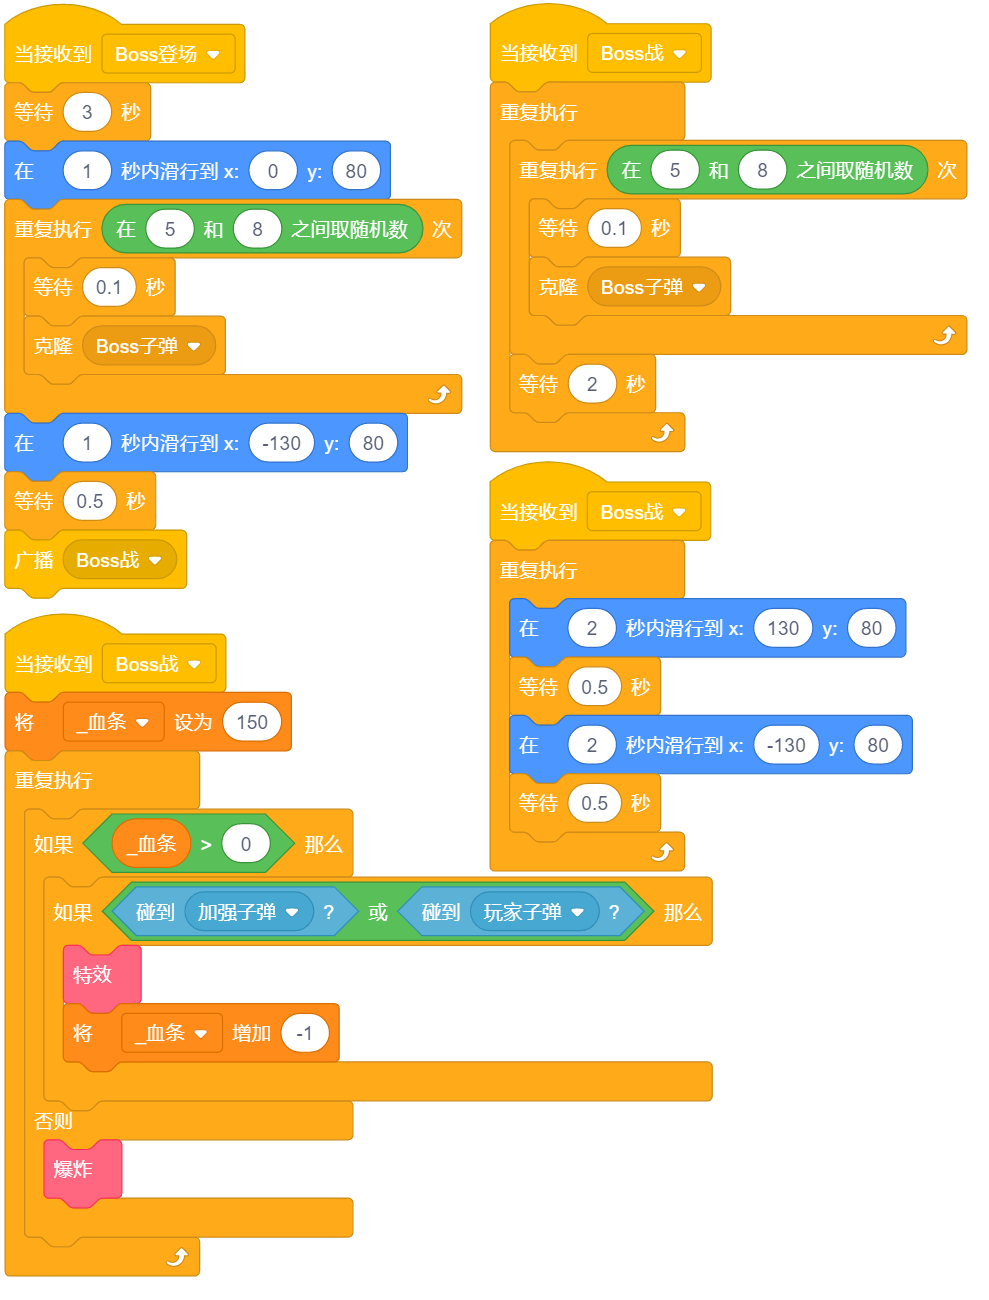 当接收到 Boss登场
等待 3 秒
在 1 秒内滑行到 x: 0 y: 80
重复执行 在 5 和 8 之间取随机数 次
等待 0.1 秒
克隆 Boss子弹
在 1 秒内滑行到 x: -130 y: 80
等待 0.5 秒
广播 Boss战
当接收到 Boss战
将 _血条 设为 150
重复执行
如果 _血条 > 0 那么
如果 碰到 加强子弹 ? 或 碰到 玩家子弹 ? 那么
特效
将 _血条 增加 -1
否则
爆炸
当接收到 Boss战
重复执行
重复执行 在 5 和 8 之间取随机数 次
等待 0.1 秒
克隆 Boss子弹
等待 2 秒
当接收到 Boss战
重复执行
在 2 秒内滑行到 x: 130 y: 80
等待 0.5 秒
在 2 秒内滑行到 x: -130 y: 80
等待 0.5 秒